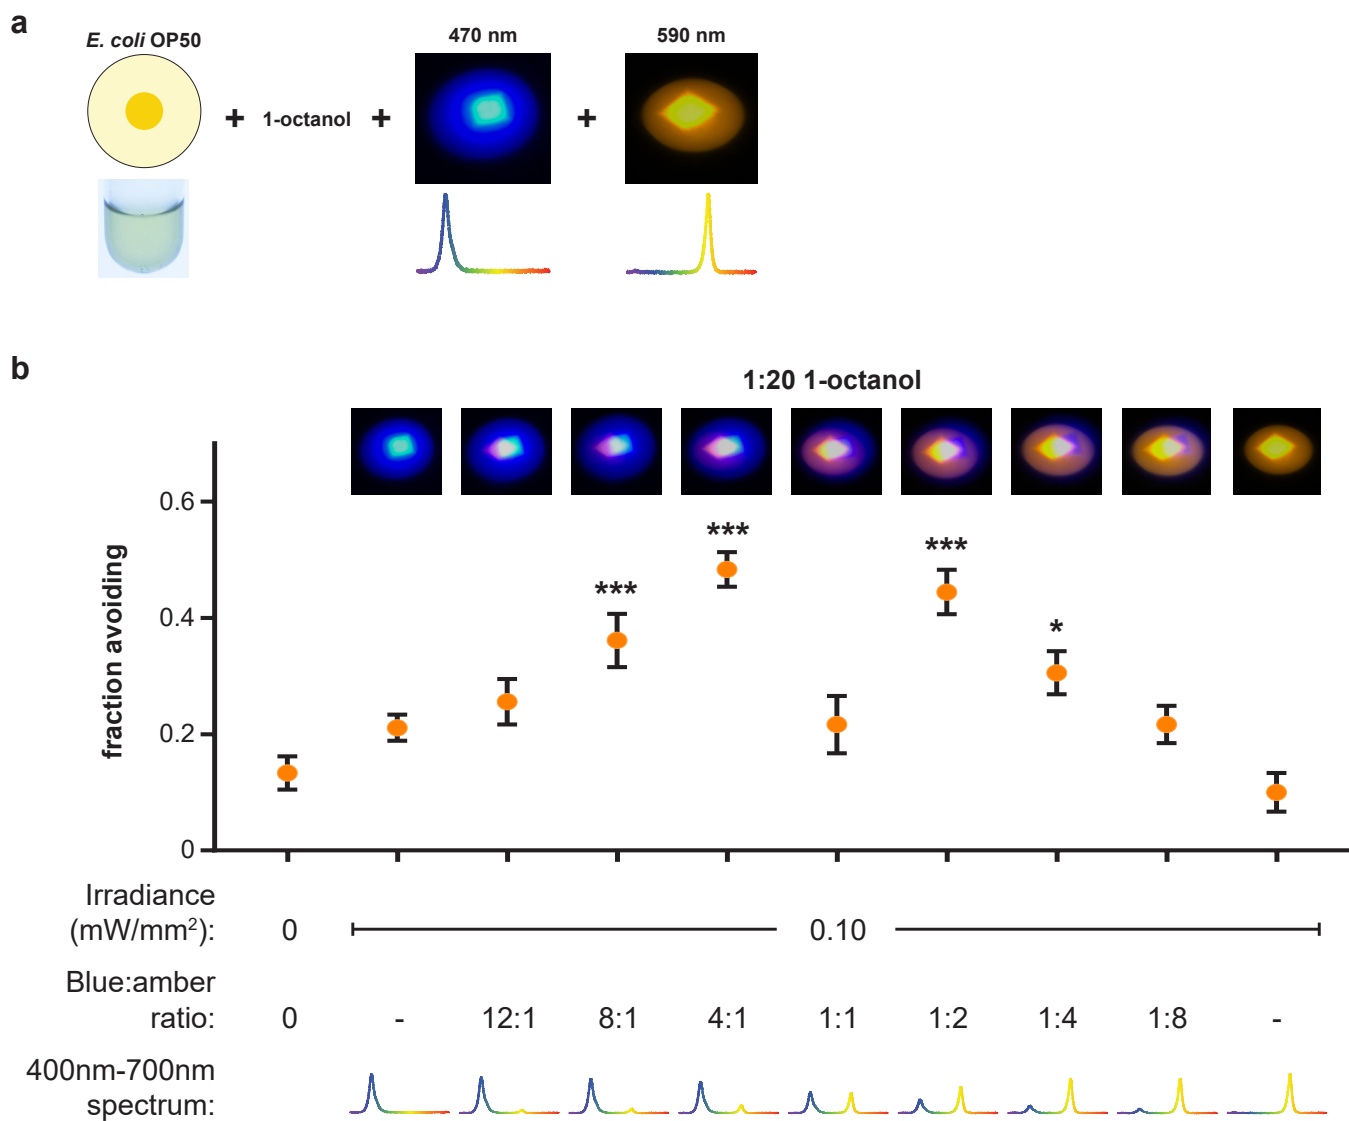 a
E. coli OP50
+ 1-octanol + 470 nm + 590 nm
b
1:20 1-octanol
fraction avoiding
0.6
0.4
0.2
0
*** *** *** *
Irradiance
(mW/mm²): 0 0.10
Blue:amber
ratio: 0 - 12:1 8:1 4:1 1:1 1:2 1:4 1:8 -
400nm-700nm
spectrum: